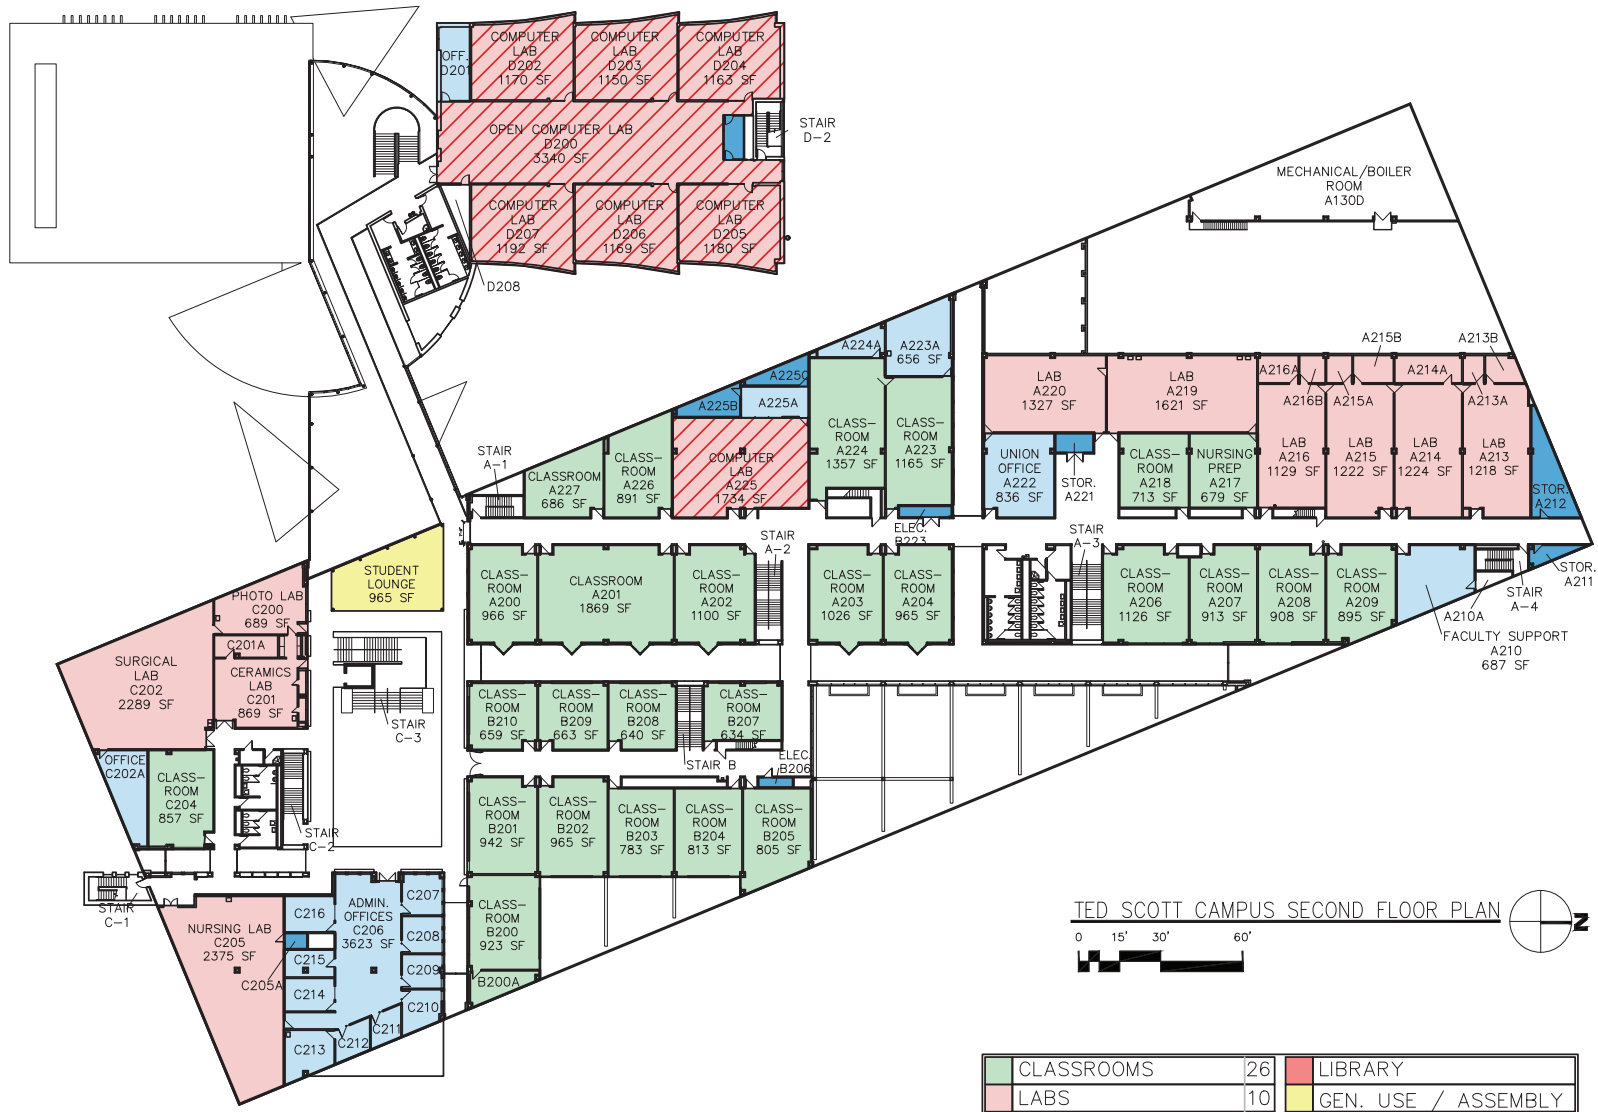 OFF.
D201
COMPUTER
LAB
D202
1170 SF
COMPUTER
LAB
D203
1150 SF
COMPUTER
LAB
D204
1163 SF
OPEN COMPUTER LAB
D200
3340 SF
STAIR
D-2
COMPUTER
LAB
D207
1192 SF
COMPUTER
LAB
D206
1169 SF
COMPUTER
LAB
D205
1180 SF
D208
MECHANICAL/BOILER
ROOM
A130D
A224A
A223A
656 SF
A225C
A225B
A225A
CLASS-
ROOM
A224
1357 SF
CLASS-
ROOM
A223
1165 SF
COMPUTER
LAB
A225
1734 SF
CLASS-
ROOM
A226
891 SF
CLASSROOM
A227
686 SF
STAIR
A-1
LAB
A220
1327 SF
LAB
A219
1621 SF
A216A
A216B
A215A
A215B
A214A
A213B
A213A
LAB
A216
1129 SF
LAB
A215
1222 SF
LAB
A214
1224 SF
LAB
A213
1218 SF
STOR.
A212
UNION
OFFICE
A222
836 SF
STOR.
A221
CLASS-
ROOM
A218
713 SF
NURSING
PREP
A217
679 SF
ELEC.
B223
STAIR
A-2
STAIR
A-3
STUDENT
LOUNGE
965 SF
CLASS-
ROOM
A200
966 SF
CLASSROOM
A201
1869 SF
CLASS-
ROOM
A202
1100 SF
CLASS-
ROOM
A203
1026 SF
CLASS-
ROOM
A204
965 SF
CLASS-
ROOM
A206
1126 SF
CLASS-
ROOM
A207
913 SF
CLASS-
ROOM
A208
908 SF
CLASS-
ROOM
A209
895 SF
STOR.
A211
STAIR
A-4
A210A
FACULTY SUPPORT
A210
687 SF
PHOTO LAB
C200
689 SF
C201A
CERAMICS
LAB
C201
869 SF
SURGICAL
LAB
C202
2289 SF
STAIR
C-3
OFFICE
C202A
CLASS-
ROOM
C204
857 SF
STAIR
C-2
CLASS-
ROOM
B210
659 SF
CLASS-
ROOM
B209
663 SF
CLASS-
ROOM
B208
640 SF
CLASS-
ROOM
B207
634 SF
STAIR B
ELEC.
B206
CLASS-
ROOM
B201
942 SF
CLASS-
ROOM
B202
965 SF
CLASS-
ROOM
B203
783 SF
CLASS-
ROOM
B204
813 SF
CLASS-
ROOM
B205
805 SF
CLASS-
ROOM
B200
923 SF
B200A
STAIR
C-1
NURSING LAB
C205
2375 SF
C205A
ADMIN.
OFFICES
C206
3623 SF
C216
C207
C208
C215
C209
C214
C210
C211
C212
C213
TED SCOTT CAMPUS SECOND FLOOR PLAN
N
0 15' 30' 60'
CLASSROOMS 26
LIBRARY
LABS 10
GEN. USE / ASSEMBLY